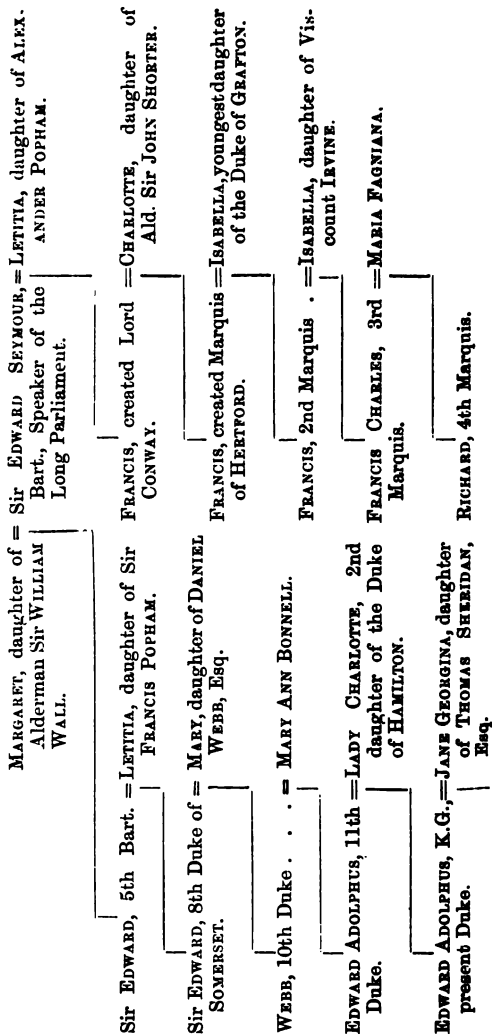 MARGARET, daughter of = Sir EDWARD SEYMOUR, = LETITIA, daughter of ALEX-
Alderman Sir WILLIAM Bart., Speaker of the ANDER POPHAM.
WALL. Long Parliament.
Sir EDWARD, 5th Bart. = LETITIA, daughter of Sir
FRANCIS POPHAM.
FRANCIS, created Lord = CHARLOTTE, daughter of
CONWAY. Ald. Sir JOHN SHORTER.
Sir EDWARD, 8th Duke of = MARY, daughter of DANIEL
SOMERSET. WEBB, Esq.
FRANCIS, created Marquis = ISABELLA, youngest daughter
of HERTFORD. of the Duke of GRAFTON.
WEBB, 10th Duke . . . = MARY ANN BONNELL.
FRANCIS, 2nd Marquis . = ISABELLA, daughter of Vis-
count IRVINE.
EDWARD ADOLPHUS, 11th = LADY CHARLOTTE, 2nd
Duke. daughter of the Duke
of HAMILTON.
FRANCIS CHARLES, 3rd = MARIA FAGNIANA.
Marquis.
EDWARD ADOLPHUS, K.G., = JANE GEORGINA, daughter
present Duke. of THOMAS SHERIDAN,
Esq.
RICHARD, 4th Marquis.